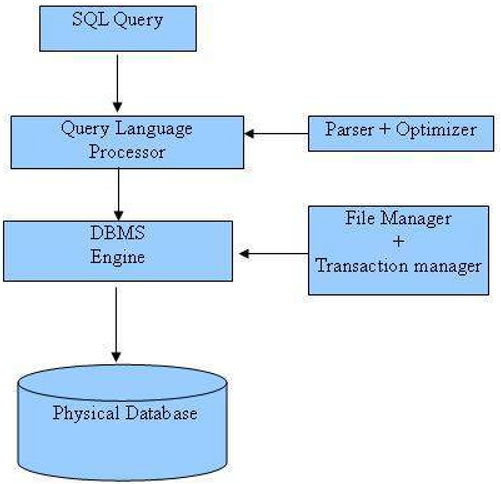 SQL Query
Query Language
Processor
Parser + Optimizer
DBMS
Engine
File Manager
+
Transaction manager
Physical Database